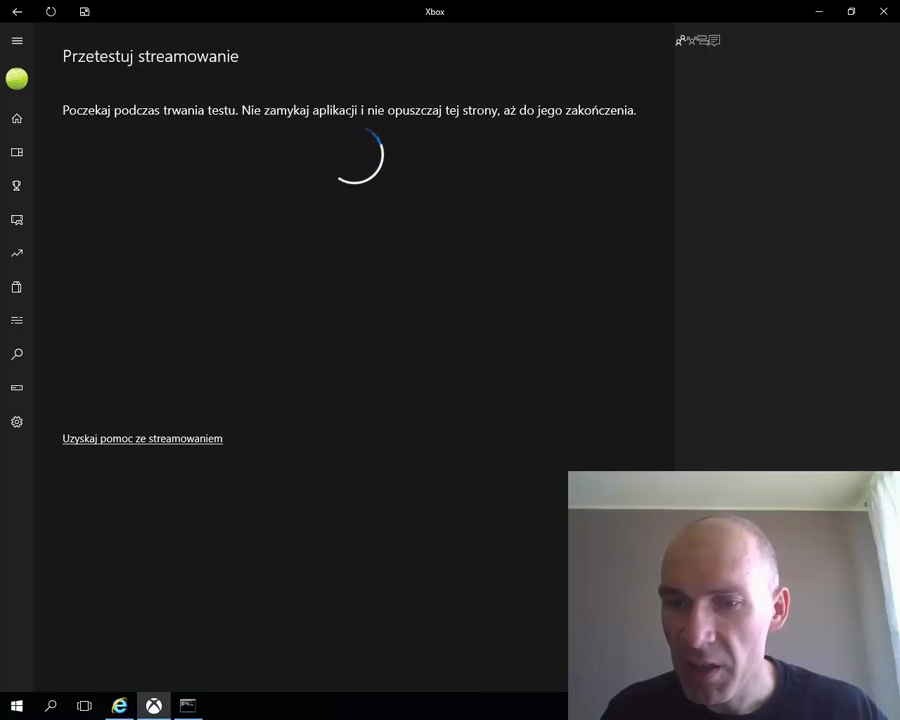 Xbox
Przetestuj streamowanie
Poczekaj podczas trwania testu. Nie zamykaj aplikacji i nie opuszczaj tej strony, aż do jego zakończenia.
Uzyskaj pomoc ze streamowaniem